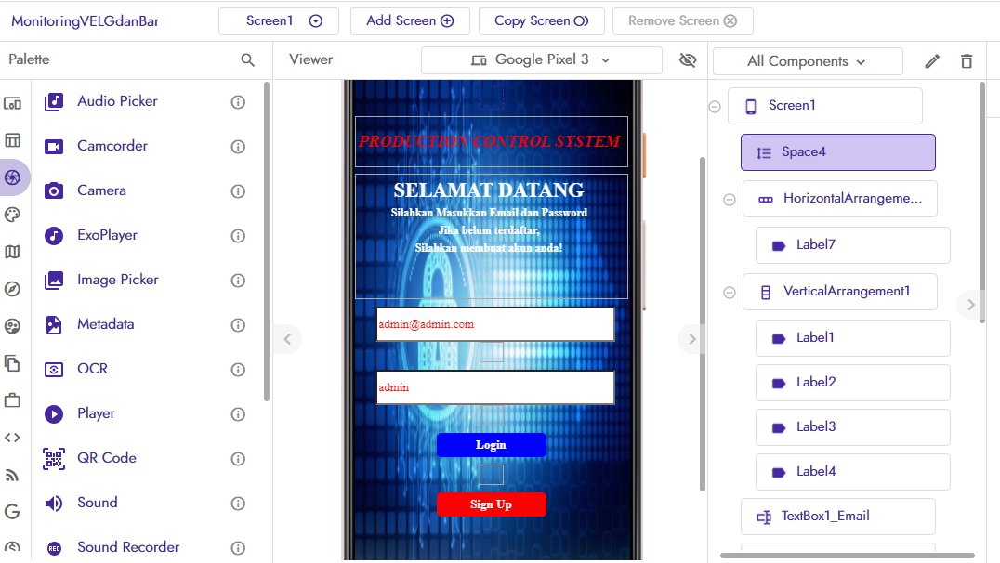 MonitoringVELGdanBar
Screen1
Add Screen
Copy Screen
Remove Screen
Palette
Viewer
Google Pixel 3
All Components
Audio Picker
Camcorder
Camera
ExoPlayer
Image Picker
Metadata
OCR
Player
QR Code
Sound
REC
Sound Recorder
PRODUCTION CONTROL SYSTEM
SELAMAT DATANG
Silahkan Masukkan Email dan Password
Jika belum terdaftar,
Silahkan membuat akun anda!
admin@admin.com
admin
Login
Sign Up
Screen1
Space4
HorizontalArrangeme...
Label7
VerticalArrangement1
Label1
Label2
Label3
Label4
TextBox1_Email